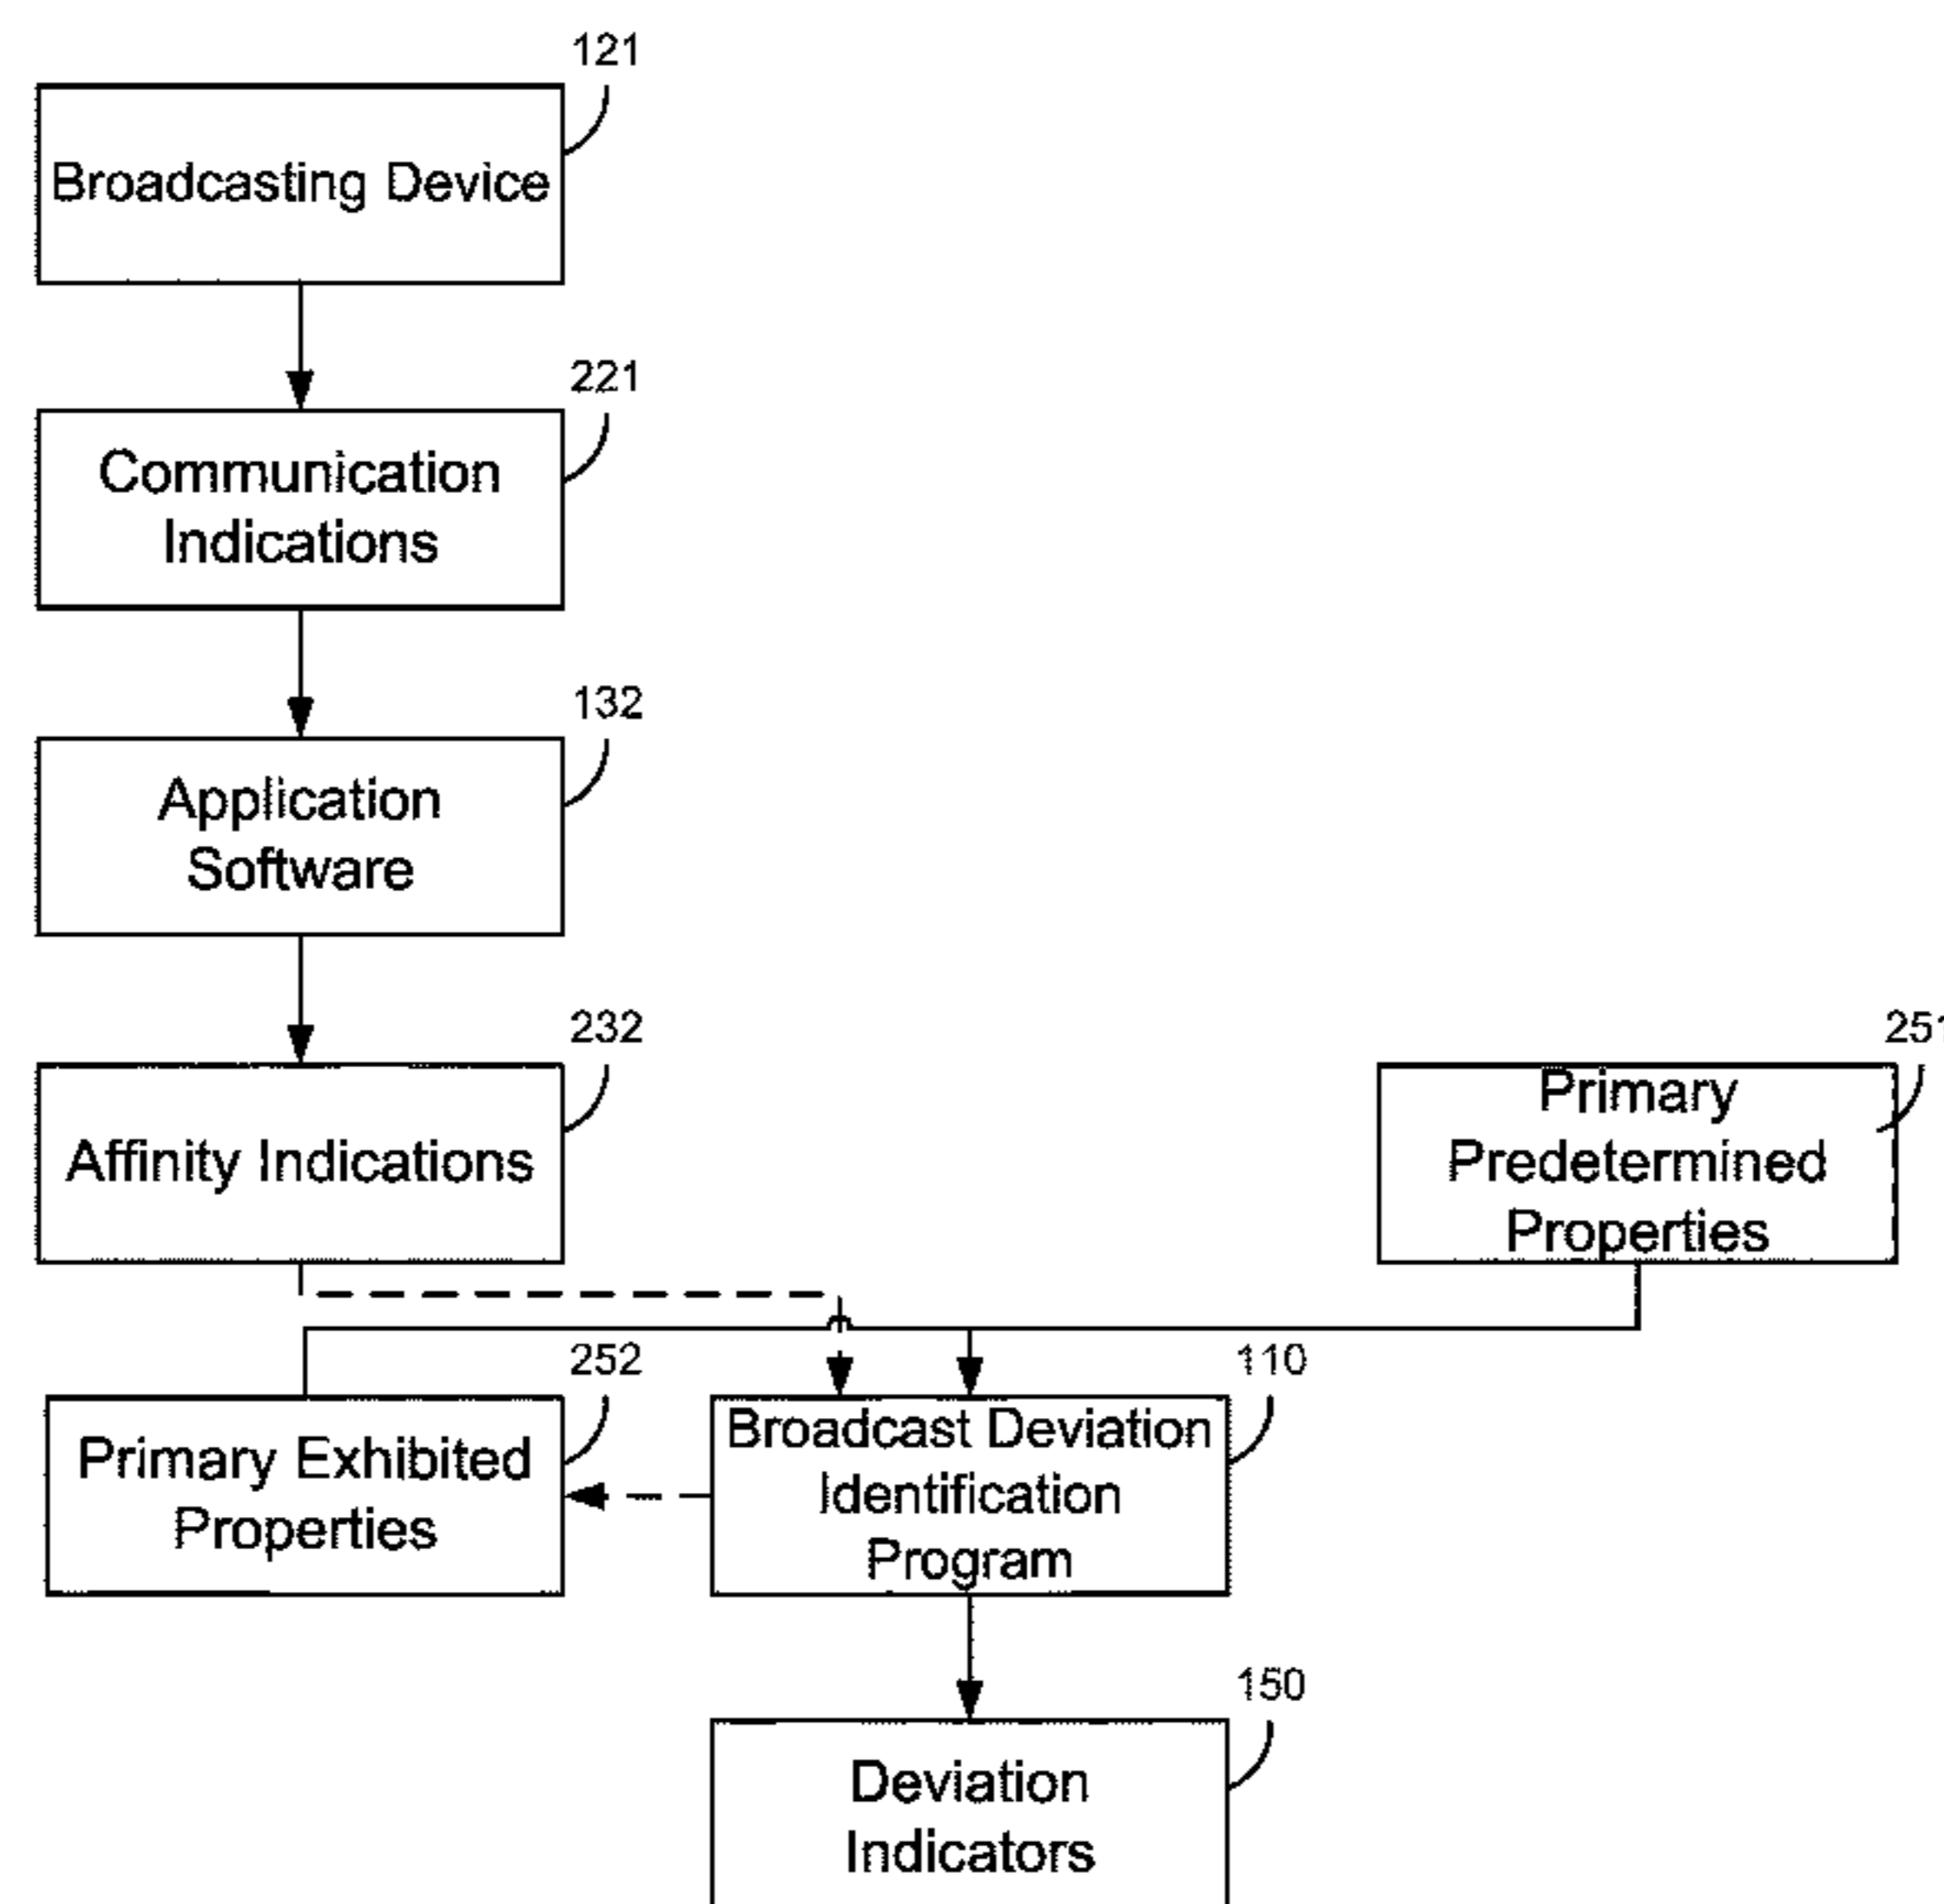 121
Broadcasting Device
221
Communication
Indications
132
Application
Software
232
Affinity Indications
251
Primary
Predetermined
Properties
252
Primary Exhibited
Properties
110
Broadcast Deviation
Identification
Program
150
Deviation
Indicators